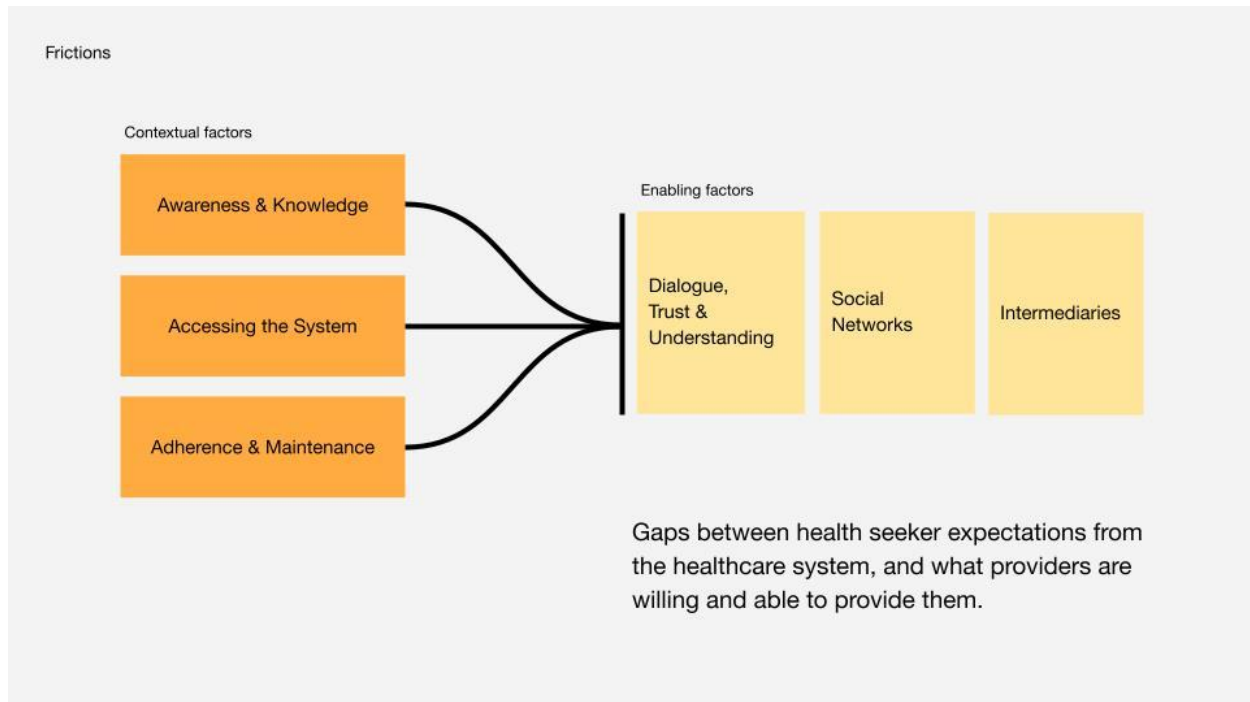 Frictions
Contextual factors
Awareness & Knowledge
Accessing the System
Adherence & Maintenance
Enabling factors
Dialogue,
Trust &
Understanding
Social
Networks
Intermediaries
Gaps between health seeker expectations from
the healthcare system, and what providers are
willing and able to provide them.